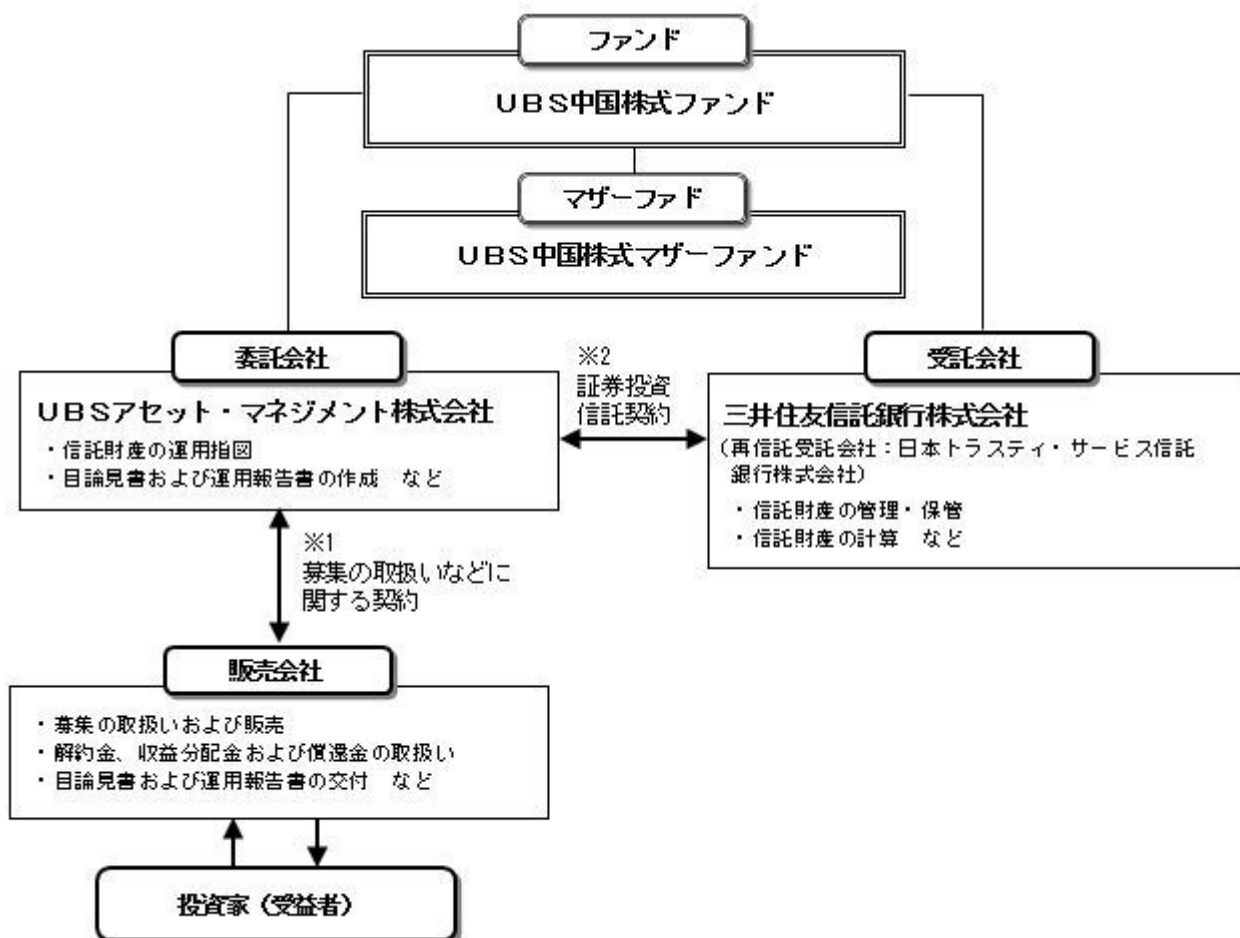 ファンド
UBS中国株式ファンド
マザーファド
UBS中国株式マザーファンド
委託会社
UBSアセット・マネジメント株式会社
・信託財産の運用指図
・目論見書および運用報告書の作成　など
※2
証券投資
信託契約
受託会社
三井住友信託銀行株式会社
(再信託受託会社：日本トラスティ・サービス信託
銀行株式会社)
・信託財産の管理・保管
・信託財産の計算　など
※1
募集の取扱いなどに
関する契約
販売会社
・募集の取扱いおよび販売
・解約金、収益分配金および償還金の取扱い
・目論見書および運用報告書の交付　など
投資家（受益者）